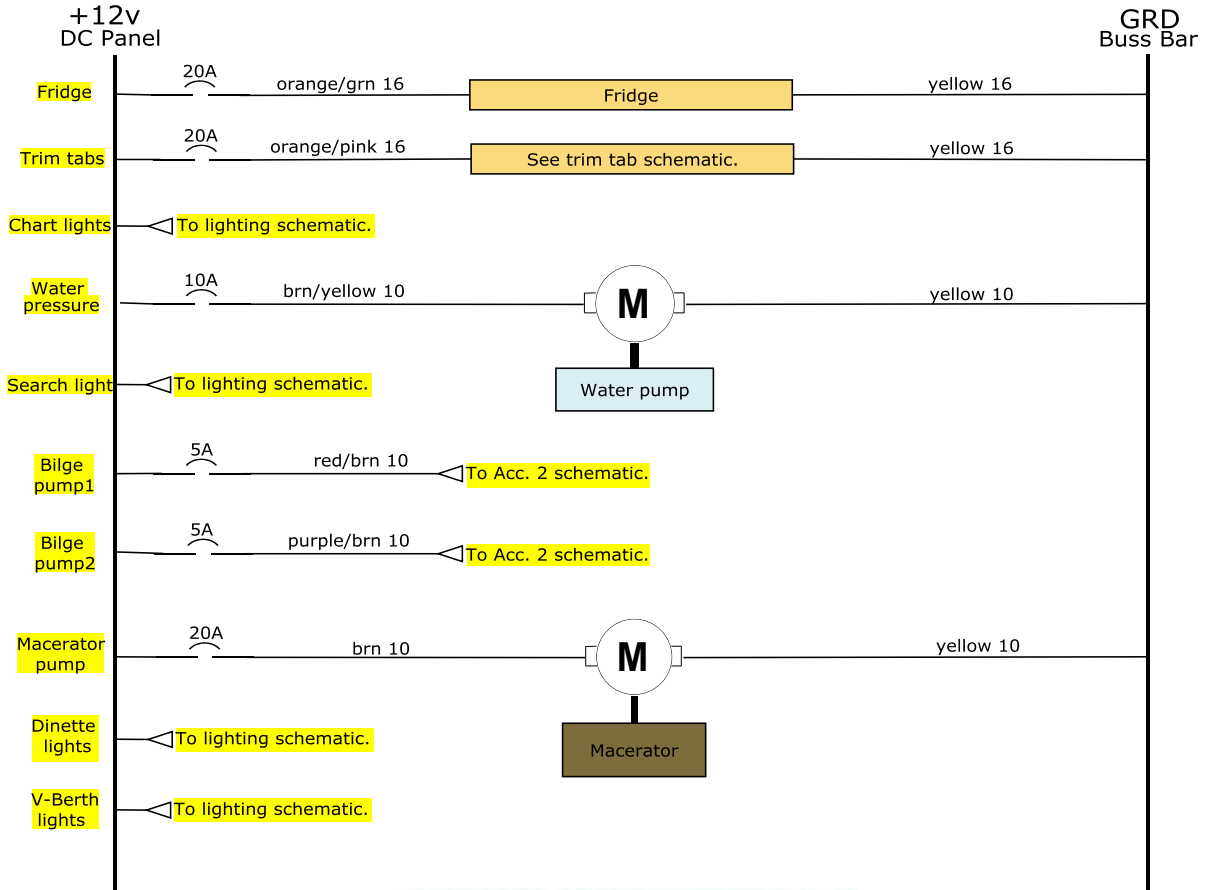 +12v
DC Panel
GRD
Buss Bar
Fridge
20A
orange/grn 16
Fridge
yellow 16
Trim tabs
20A
orange/pink 16
See trim tab schematic.
yellow 16
Chart lights
To lighting schematic.
Water
pressure
10A
brn/yellow 10
M
yellow 10
Water pump
Search light
To lighting schematic.
Bilge
pump1
5A
red/brn 10
To Acc. 2 schematic.
Bilge
pump2
5A
purple/brn 10
To Acc. 2 schematic.
Macerator
pump
20A
brn 10
M
yellow 10
Macerator
Dinette
lights
To lighting schematic.
V-Berth
lights
To lighting schematic.